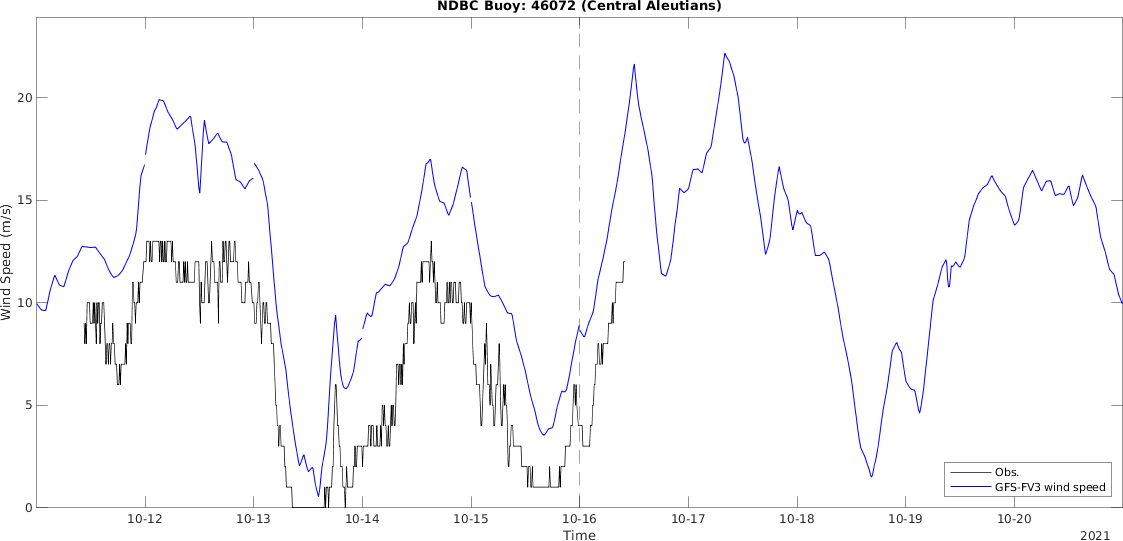 NDBC Buoy: 46072 (Central Aleutians)
Wind Speed (m/s)
20
15
10
5
0
10-12 10-13 10-14 10-15 10-16 10-17 10-18 10-19 10-20
Time
2021
Obs.
GFS-FV3 wind speed